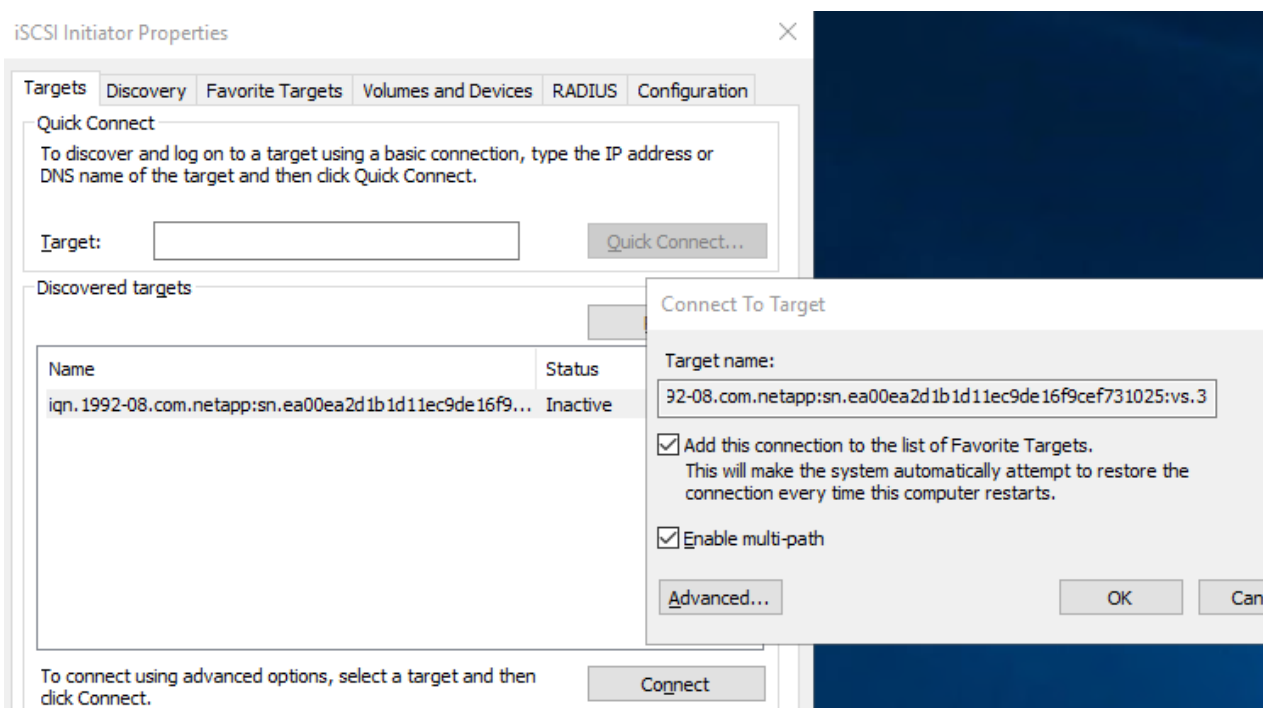 iSCSI Initiator Properties
Targets Discovery Favorite Targets Volumes and Devices RADIUS Configuration
Quick Connect
To discover and log on to a target using a basic connection, type the IP address or
DNS name of the target and then click Quick Connect.
Target:
Quick Connect...
Discovered targets
Name Status
iqn.1992-08.com.netapp:sn.ea00ea2d1b1d11ec9de16f9... Inactive
To connect using advanced options, select a target and then
click Connect.
Connect
Connect To Target
Target name:
92-08.com.netapp:sn.ea00ea2d1b1d11ec9de16f9cef731025:vs.3
Add this connection to the list of Favorite Targets.
This will make the system automatically attempt to restore the
connection every time this computer restarts.
Enable multi-path
Advanced... OK Can